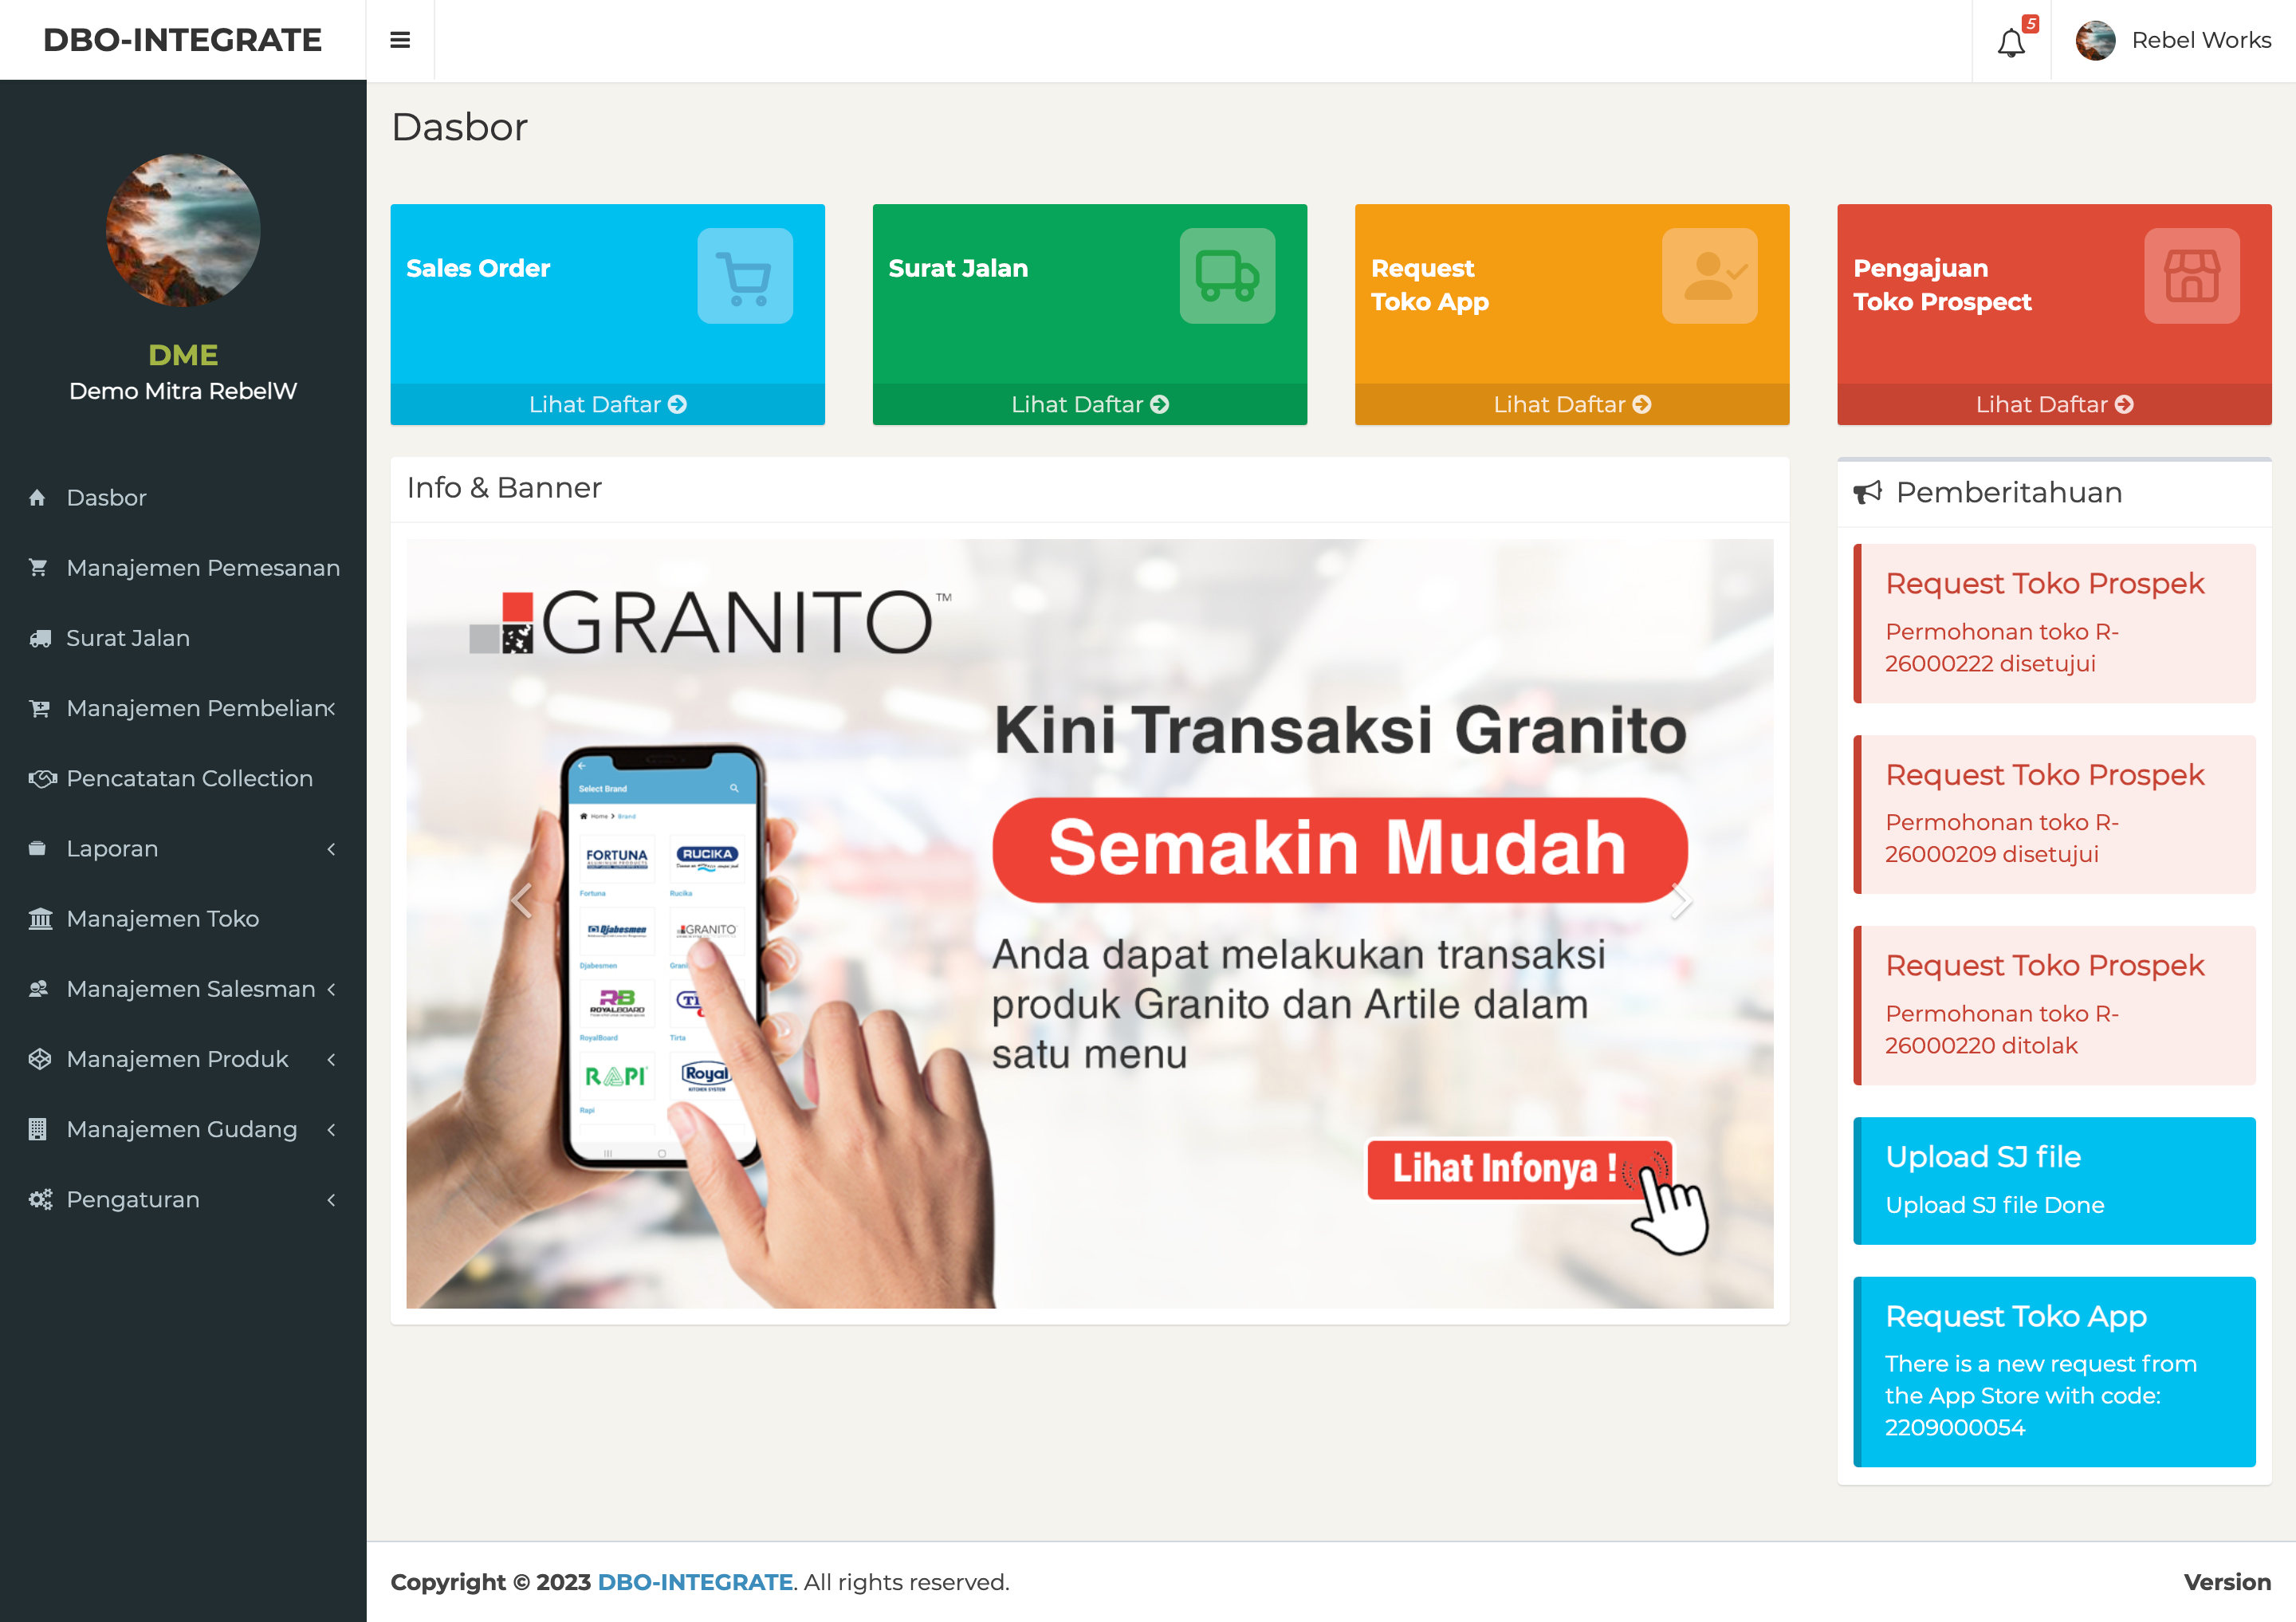 DBO-INTEGRATE
5
Rebel Works
DME
Demo Mitra RebelW
Dasbor
Manajemen Pemesanan
Surat Jalan
Manajemen Pembelian
Pencatatan Collection
Laporan
Manajemen Toko
Manajemen Salesman
Manajemen Produk
Manajemen Gudang
Pengaturan
Dasbor
Sales Order
Lihat Daftar
Surat Jalan
Lihat Daftar
Request
Toko App
Lihat Daftar
Pengajuan
Toko Prospect
Lihat Daftar
Info & Banner
GRANITO™
Kini Transaksi Granito
Semakin Mudah
Anda dapat melakukan transaksi
produk Granito dan Artile dalam
satu menu
Lihat Infonya !
Select Brand
Home > Brand
FORTUNA
RUCIKA
Fortuna
Rucika
Djabesmen
GRANITO
Djabesmen
RB
ROYALBOARD
RoyalBoard
Tirta
RAPI
Royal
KITCHEN SYSTEM
Rapi
Pemberitahuan
Request Toko Prospek
Permohonan toko R-
26000222 disetujui
Request Toko Prospek
Permohonan toko R-
26000209 disetujui
Request Toko Prospek
Permohonan toko R-
26000220 ditolak
Upload SJ file
Upload SJ file Done
Request Toko App
There is a new request from
the App Store with code:
2209000054
Copyright © 2023 DBO-INTEGRATE. All rights reserved.
Version